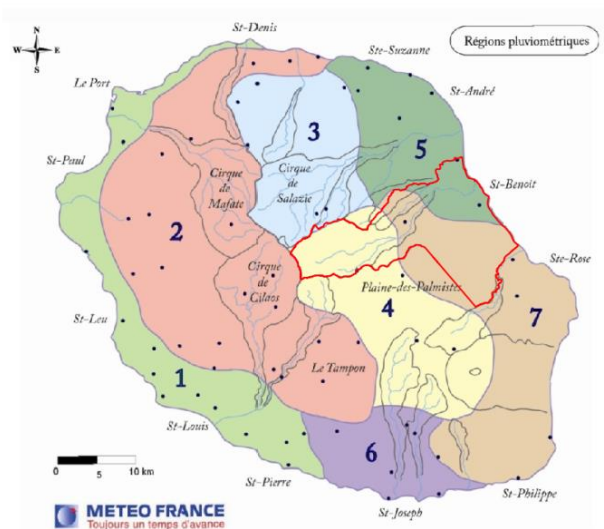 Régions pluviométriques
N
W E
S
St-Denis
Ste-Suzanne
St-André
Le Port
3
5
St-Paul
Cirque
de
Mafate
Cirque
de
Salazie
St-Benoit
2
Cirque
de
Cilaos
Ste-Rose
Plaine-des-Palmistes
4
7
St-Leu
1
Le Tampon
St-Louis
6
0 5 10 km
St-Pierre
St-Joseph
St-Philippe
METEO FRANCE
Toujours un temps d'avance